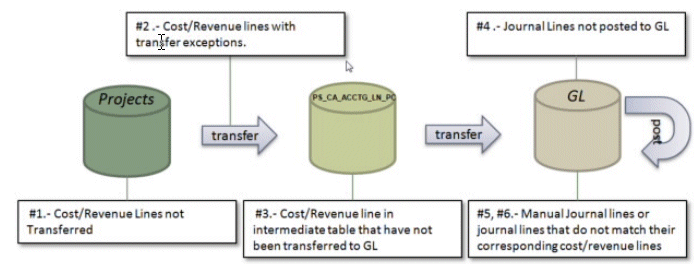 #2 .- Cost/Revenue lines with
transfer exceptions.
#4 .- Journal Lines not posted to GL
Projects
transfer
PS_CA_ACCTG_LN_PC
transfer
GL
post
#1.- Cost/Revenue Lines not
Transferred
#3.- Cost/Revenue line in
intermediate table that have not
been transferred to GL
#5, #6.- Manual Journal lines or
journal lines that do not match their
corresponding cost/revenue lines